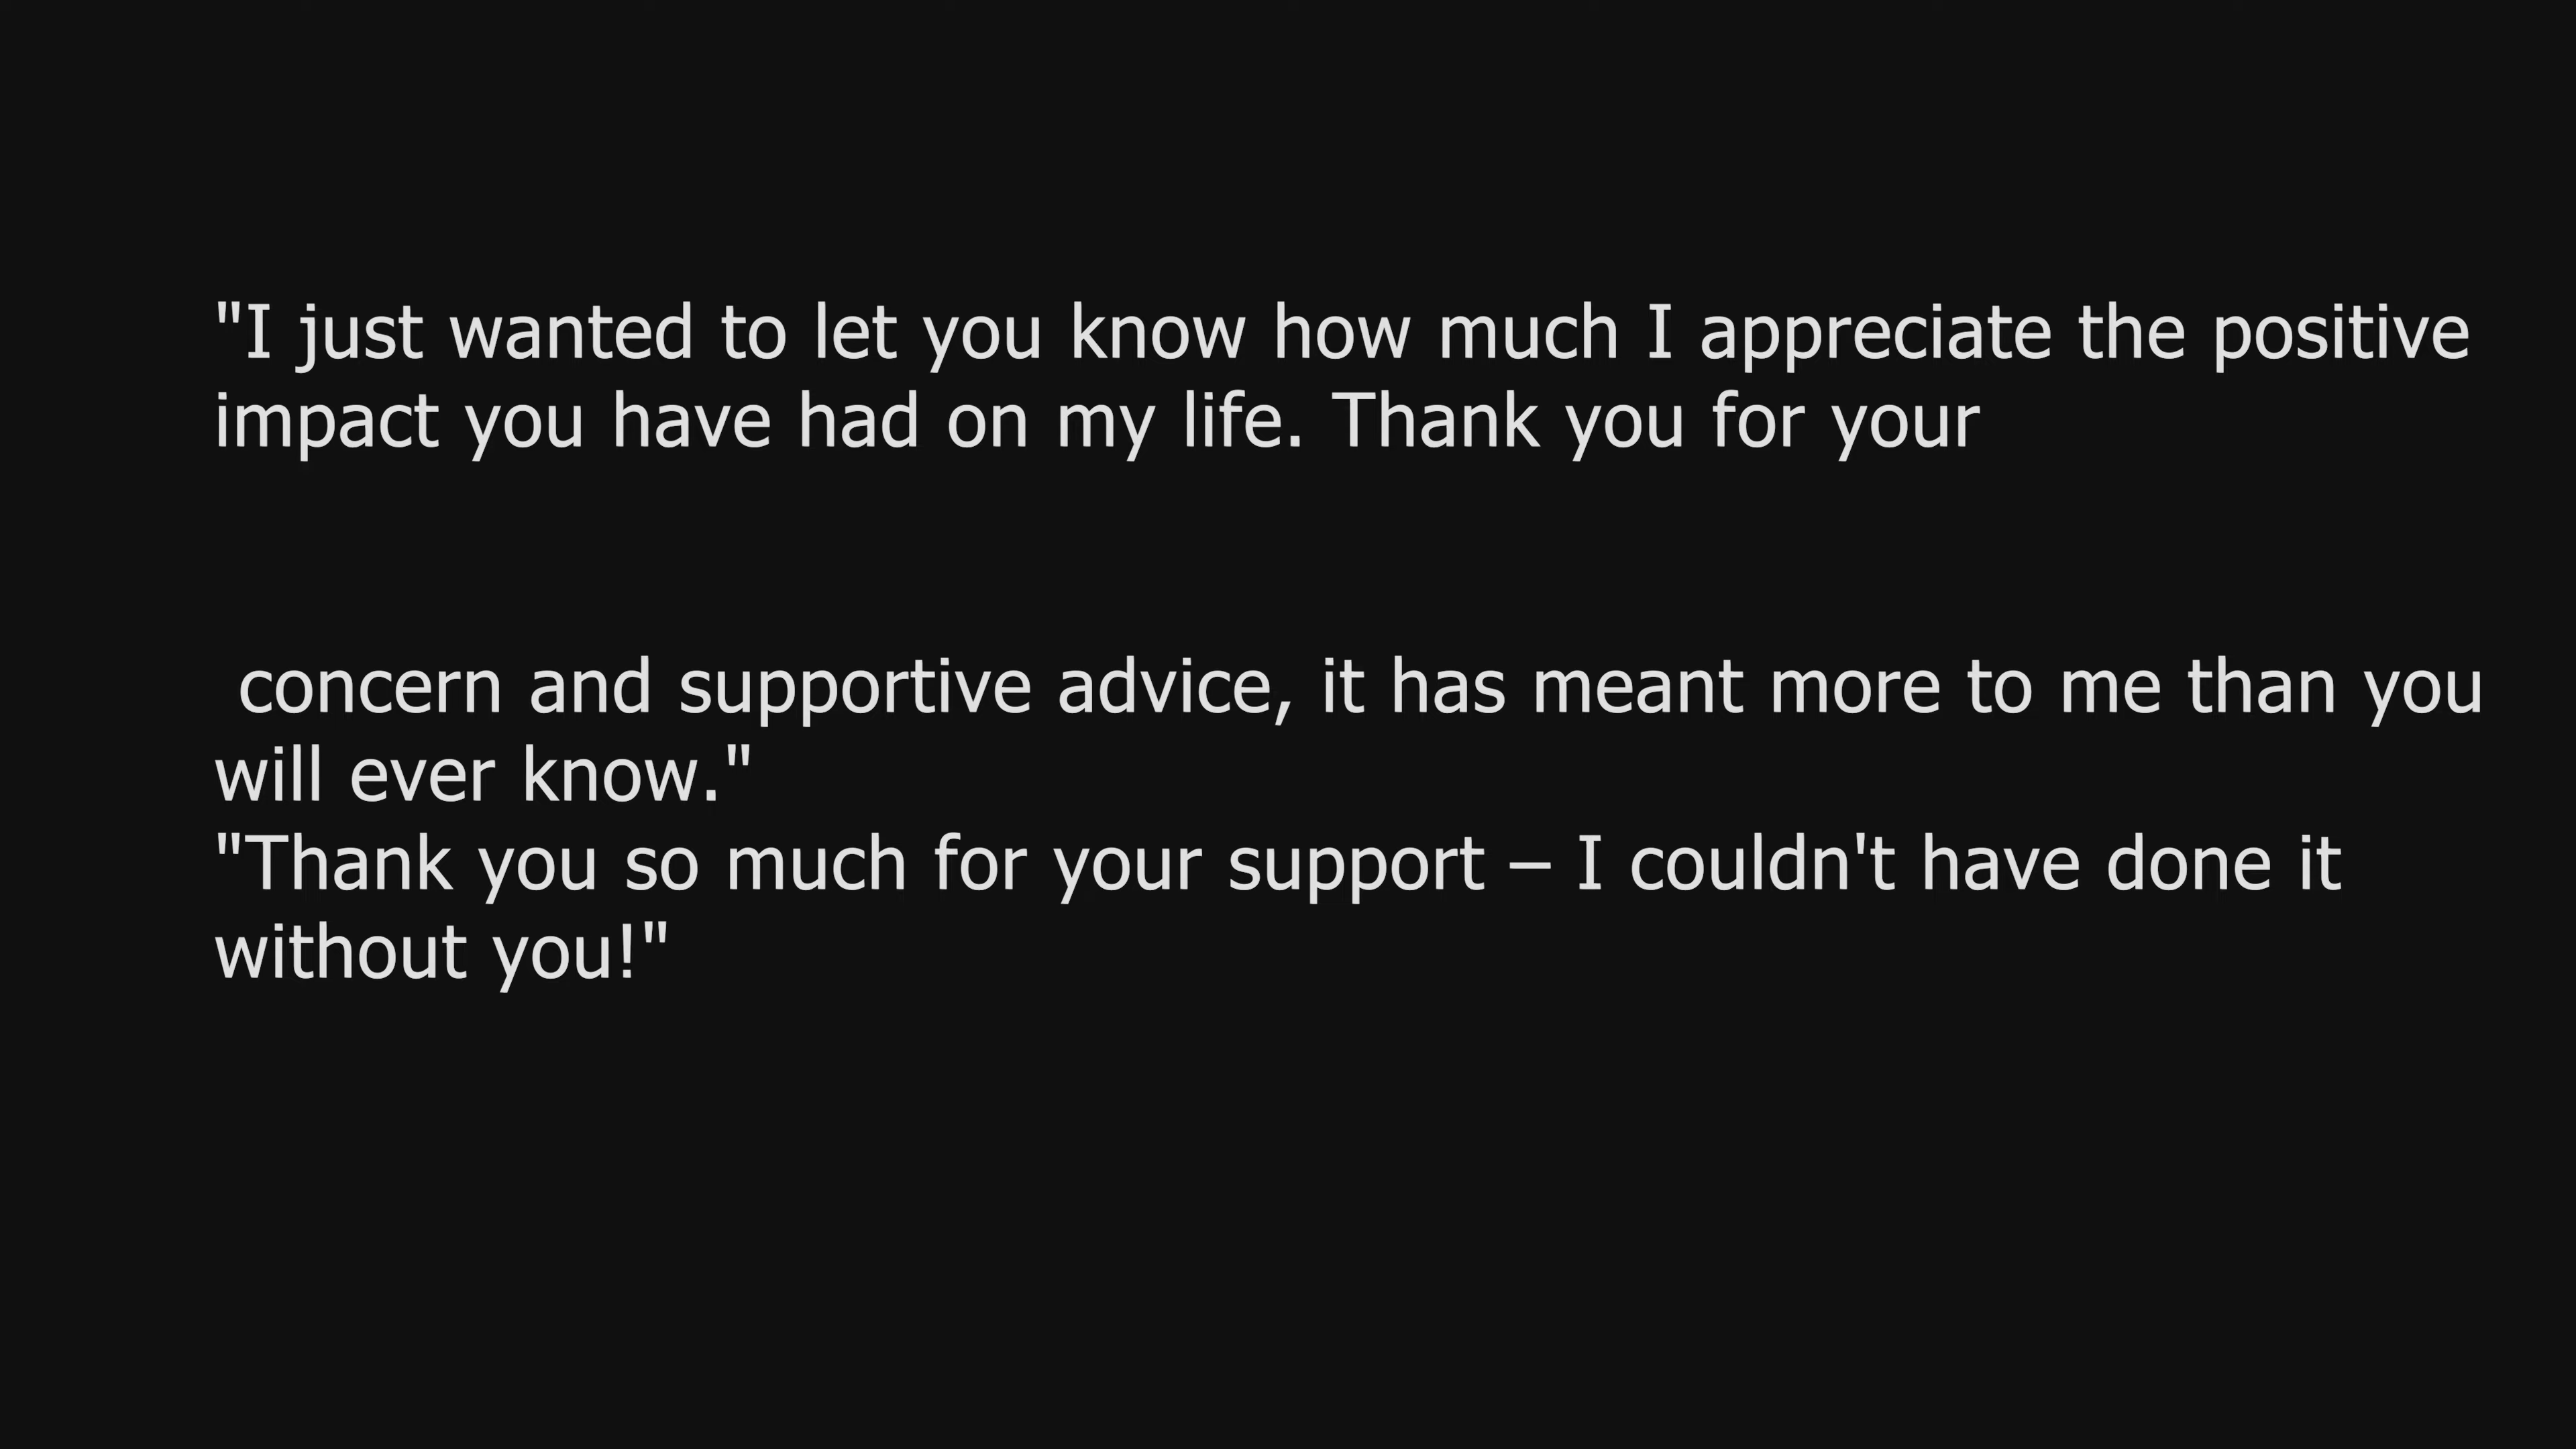 "I just wanted to let you know how much I appreciate the positive
impact you have had on my life. Thank you for your
concern and supportive advice, it has meant more to me than you
will ever know."
"Thank you so much for your support – I couldn't have done it
without you!"